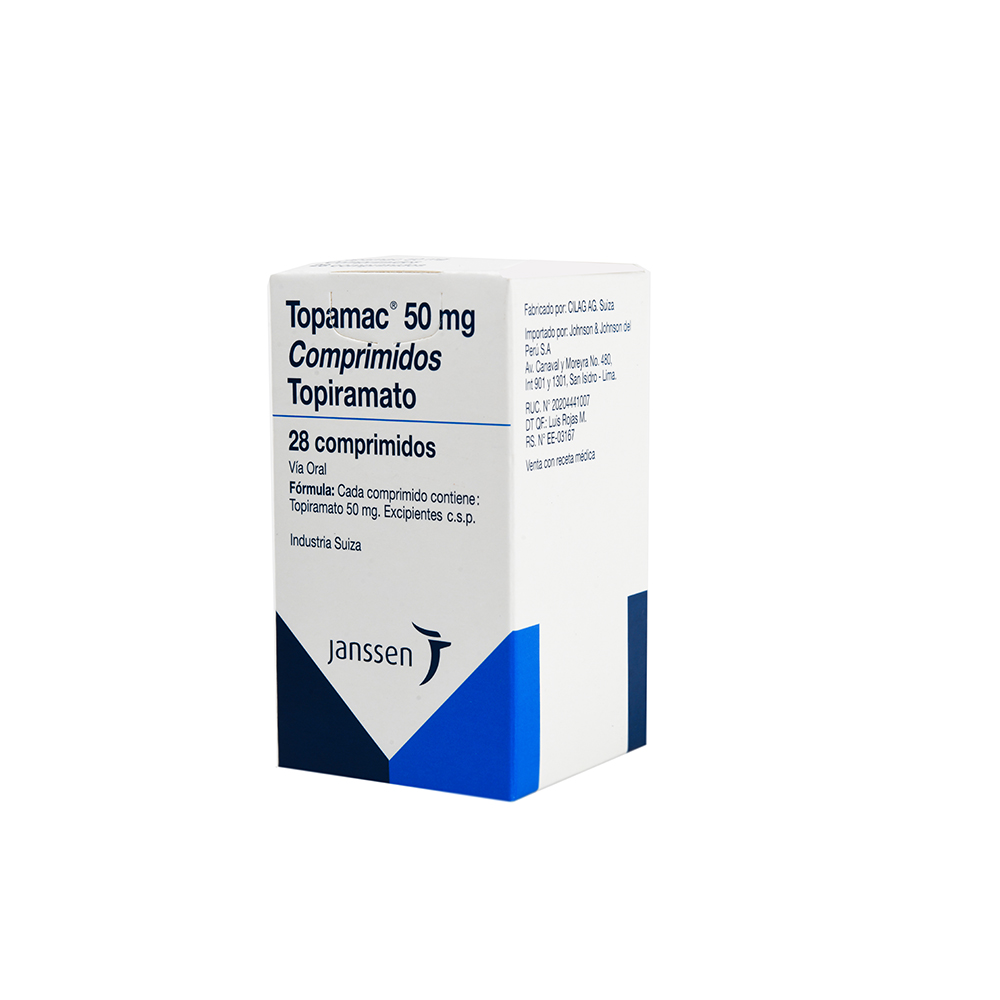 28 comprimidos
Topamac® 50 mg
Comprimidos
Topiramato
28 comprimidos
Vía Oral
Fórmula: Cada comprimido contiene:
Topiramato 50 mg. Excipientes c.s.p.
Industria Suiza
Janssen
Fabricado por: CILAG AG. Suiza
Importado por: Johnson & Johnson del
Perú S.A
Av. Canaval y Moreyra No. 480,
Int 901 y 1301, San Isidro - Lima.
RUC. N° 20204441007
DT QF.: Luis Rojas M.
RS. N° EE-03167
Venta con receta médica